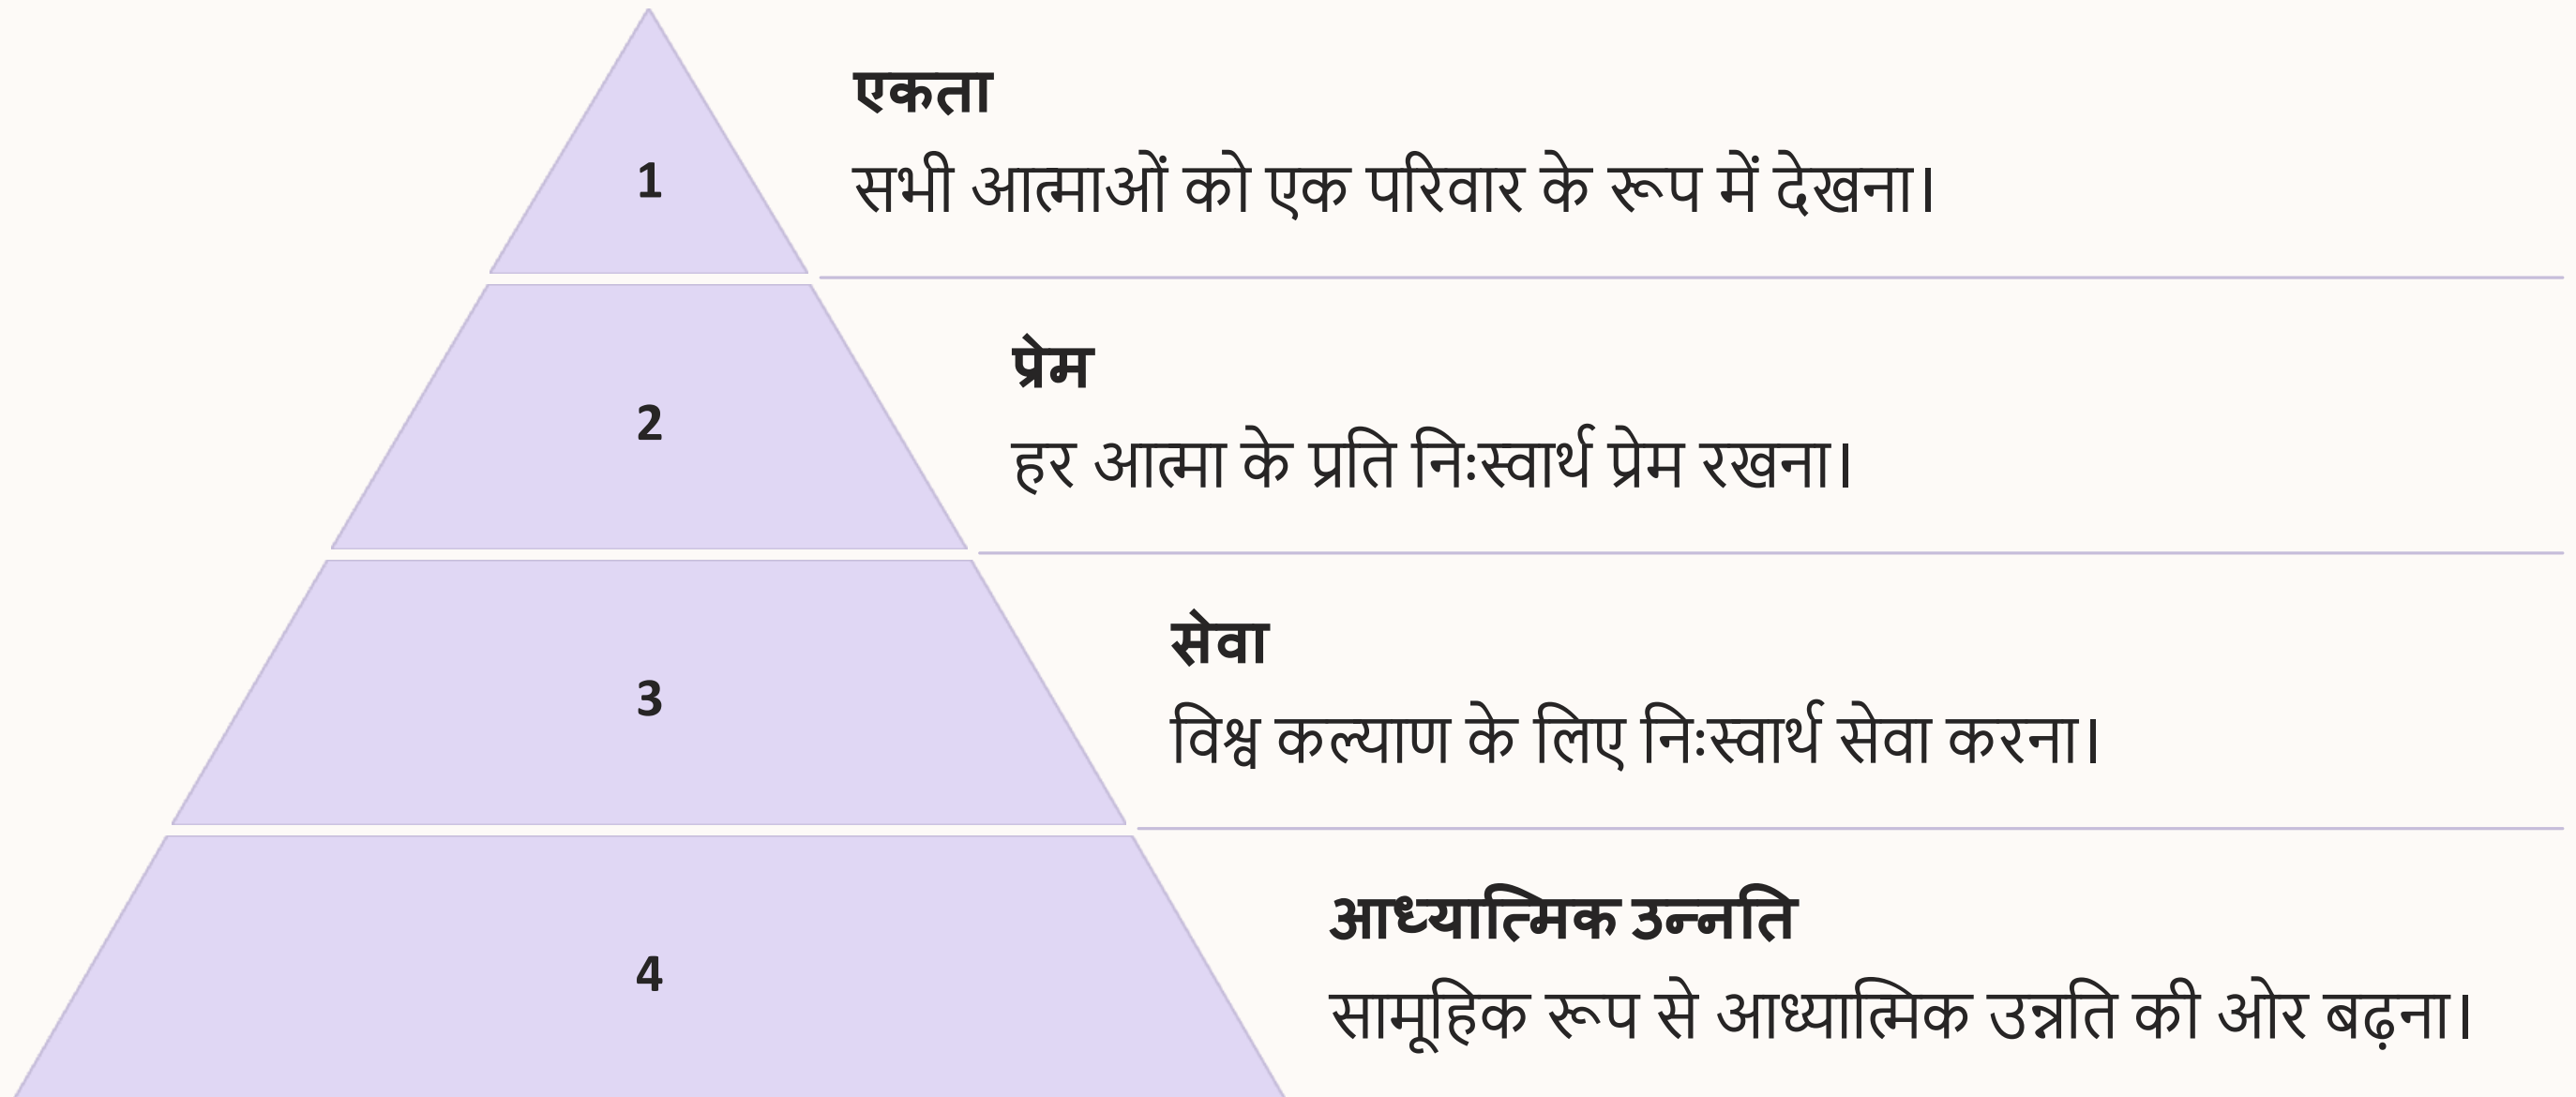 1
एकता
सभी आत्माओं को एक परिवार के रूप में देखना।
2
प्रेम
हर आत्मा के प्रति निःस्वार्थ प्रेम रखना।
3
सेवा
विश्व कल्याण के लिए निःस्वार्थ सेवा करना।
4
आध्यात्मिक उन्नति
सामूहिक रूप से आध्यात्मिक उन्नति की ओर बढ़ना।